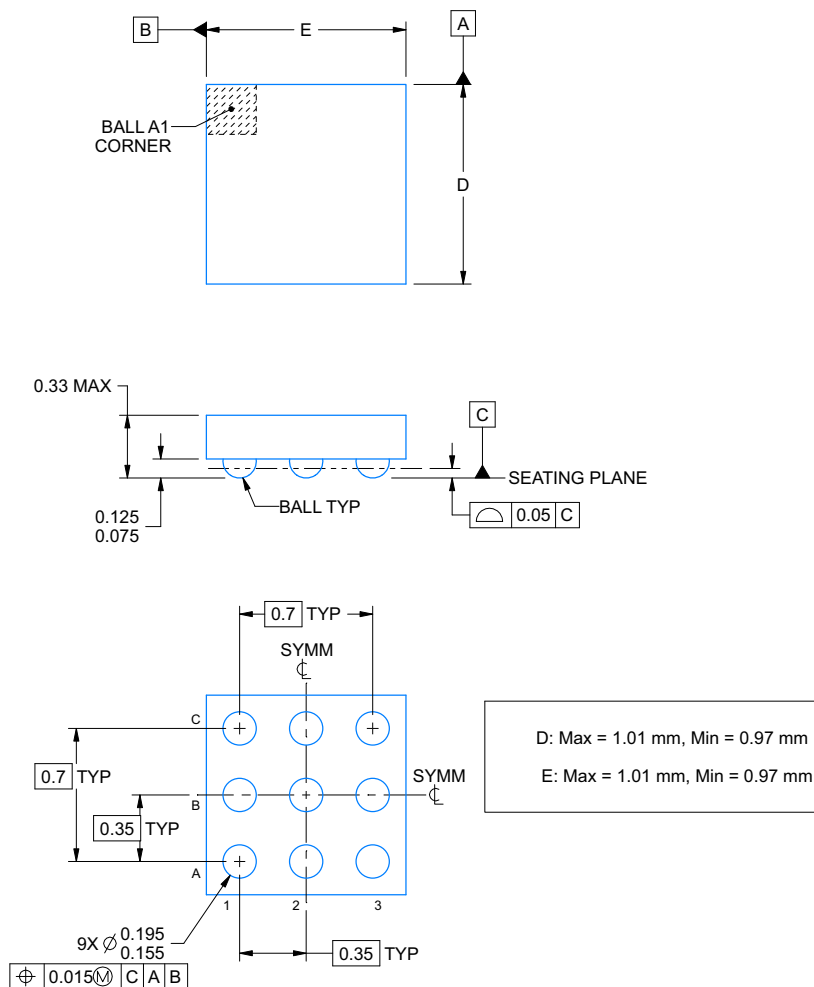 B
E
A
BALL A1
CORNER
D
0.33 MAX
C
SEATING PLANE
BALL TYP
0.125
0.075
0.05 C
0.7 TYP
SYMM
C
0.7 TYP
SYMM
B
0.35 TYP
A
1 2 3
9X ⌀ 0.195
0.155
0.35 TYP
⌖ 0.015Ⓜ C A B
D: Max = 1.01 mm, Min = 0.97 mm
E: Max = 1.01 mm, Min = 0.97 mm